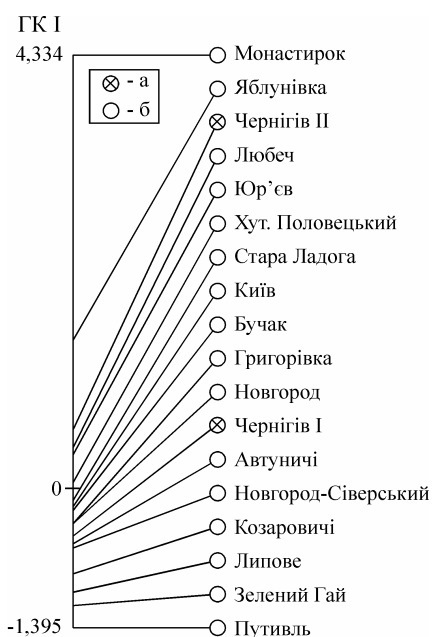 ГК I
4,334
- а
- б
Монастирок
Яблунівка
Чернігів II
Любеч
Юр’єв
Хут. Половецький
Стара Ладога
Київ
Бучак
Григорівка
Новгород
Чернігів I
Автуничі
0
Новгород-Сіверський
Козаровичі
Липове
Зелений Гай
-1,395
Путивль